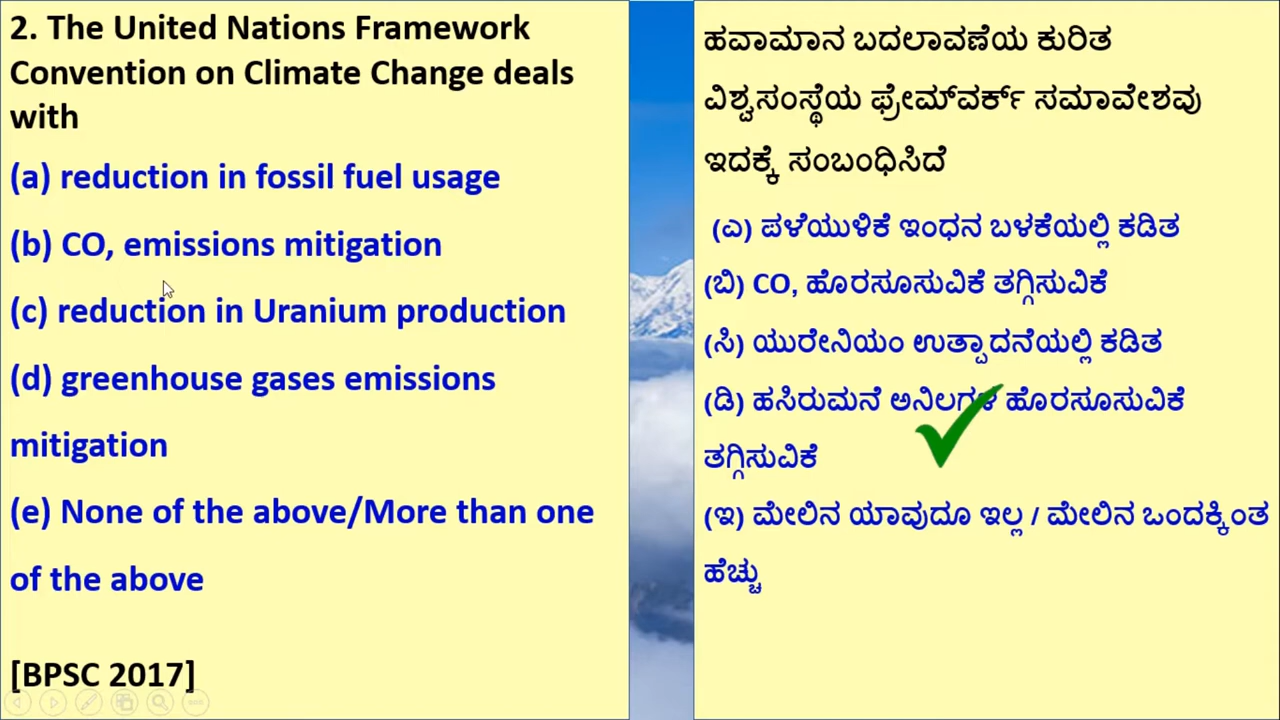 2. The United Nations Framework
Convention on Climate Change deals
with
(a) reduction in fossil fuel usage
(b) CO, emissions mitigation
(c) reduction in Uranium production
(d) greenhouse gases emissions
mitigation
(e) None of the above/More than one
of the above
[BPSC 2017]
ಹವಾಮಾನ ಬದಲಾವಣೆಯ ಕುರಿತ
ವಿಶ್ವಸಂಸ್ಥೆಯ ಫ್ರೇಮ್‌ವರ್ಕ್ ಸಮಾವೇಶವು
ಇದಕ್ಕೆ ಸಂಬಂಧಿಸಿದೆ
(ಎ) ಪಳೆಯುಳಿಕೆ ಇಂಧನ ಬಳಕೆಯಲ್ಲಿ ಕಡಿತ
(ಬಿ) CO, ಹೊರಸೂಸುವಿಕೆ ತಗ್ಗಿಸುವಿಕೆ
(ಸಿ) ಯುರೇನಿಯಂ ಉತ್ಪಾದನೆಯಲ್ಲಿ ಕಡಿತ
(ಡಿ) ಹಸಿರುಮನೆ ಅನಿಲಗಳ ಹೊರಸೂಸುವಿಕೆ
ತಗ್ಗಿಸುವಿಕೆ
(ಇ) ಮೇಲಿನ ಯಾವುದೂ ಇಲ್ಲ / ಮೇಲಿನ ಒಂದಕ್ಕಿಂತ
ಹೆಚ್ಚು